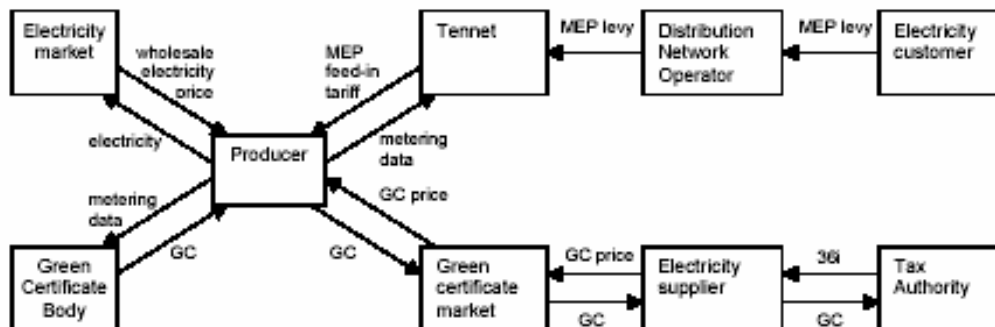 Electricity
market
wholesale
electricity
price
MEP
feed-in
tariff
Tennet
MEP levy
Distribution
Network
Operator
MEP levy
Electricity
customer
electricity
Producer
metering
data
metering
data
GC
GC price
GC
Green
Certificate
Body
Green
certificate
market
GC price
GC
Electricity
supplier
36i
GC
Tax
Authority